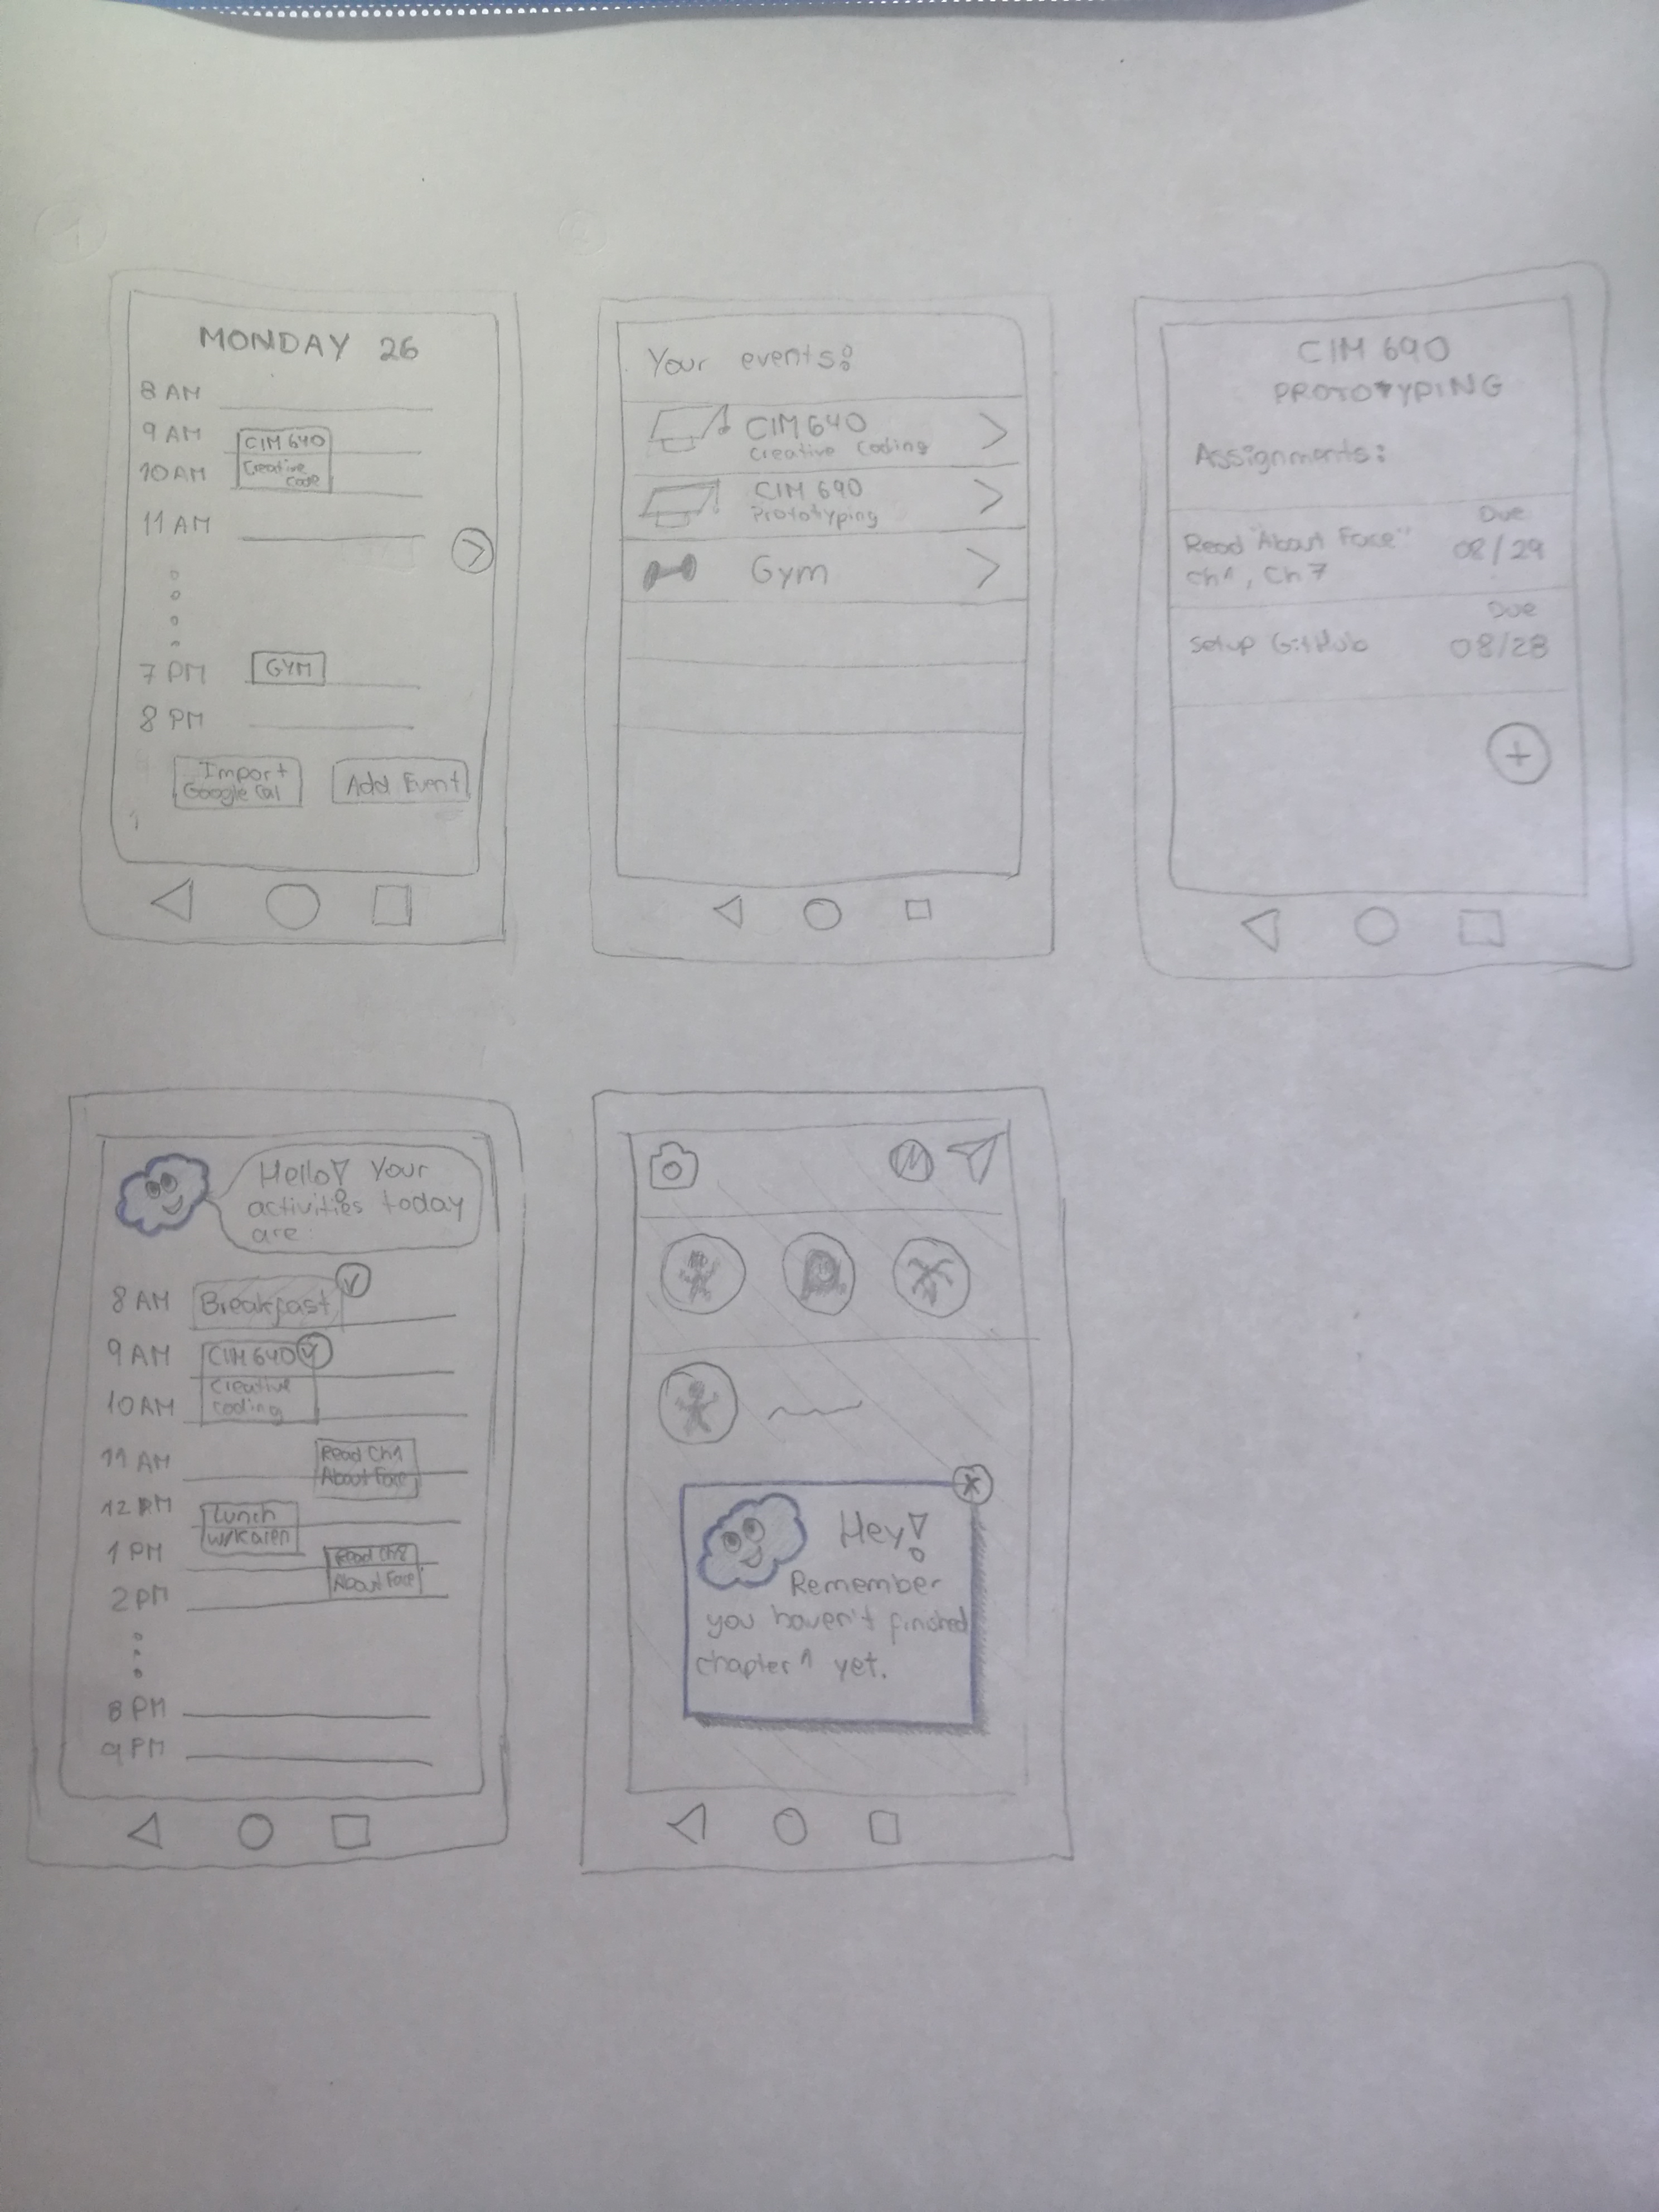 MONDAY 26
8 AM
9 AM
CIM 640
10 AM
Creative
Code
11 AM
7 PM
GYM
8 PM
Import
Google Cal
Add Event
Your events:
CIM 640
Creative Coding
CIM 690
Prototyping
Gym
CIM 690
PROTOTYPING
Assignments:
Due
Read "About Face"
08/29
Ch1, Ch7
Due
Setup GitHub
08/28
Hello! Your
activities today
are:
8 AM
Breakfast
9 AM
CIM 640
Creative
10 AM
Coding
11 AM
Read Ch1
About Face
12 PM
Lunch
w/Karen
1 PM
Read Ch2
About Face
2 PM
8 PM
9 PM
Hey!
Remember
you haven't finished
chapter 1 yet.